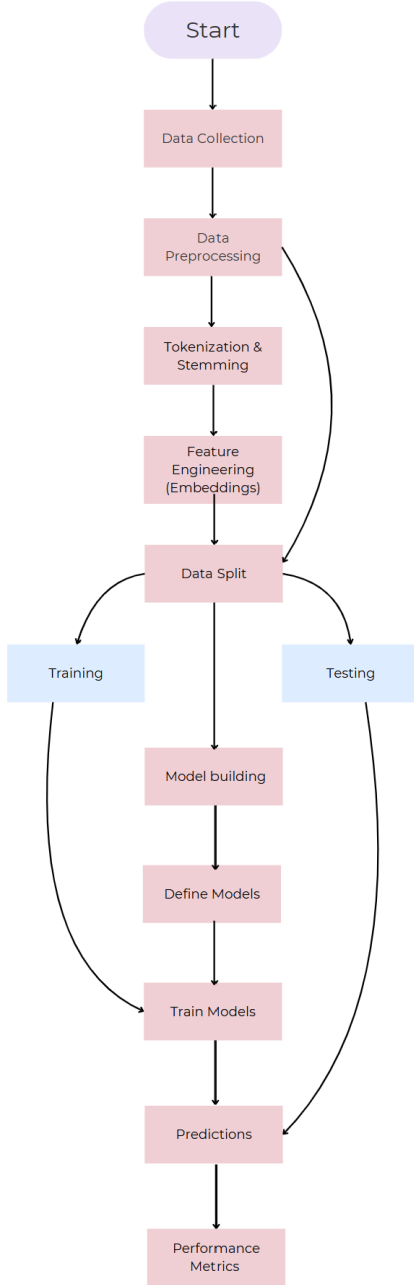 Start
Data Collection
Data
Preprocessing
Tokenization &
Stemming
Feature
Engineering
(Embeddings)
Data Split
Training
Testing
Model building
Define Models
Train Models
Predictions
Performance
Metrics